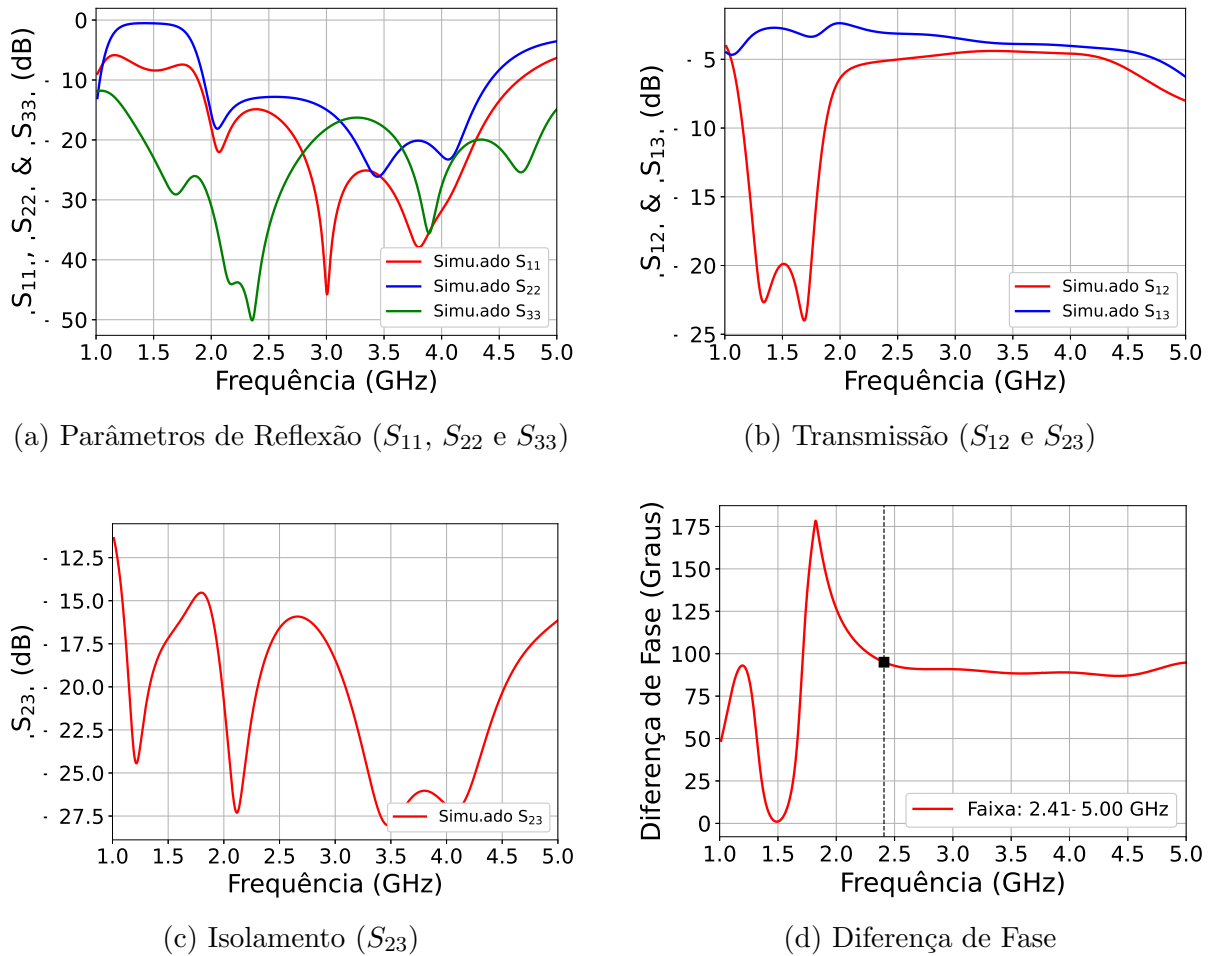 0
- 10
- 20
- 30
- 40
- 50
.S11., .S22. & .S33. (dB)
Simu.ado S11
Simu.ado S22
Simu.ado S33
1.0 1.5 2.0 2.5 3.0 3.5 4.0 4.5 5.0
Frequência (GHz)
(a) Parâmetros de Reflexão (S11, S22 e S33)
- 5
- 10
- 15
- 20
- 25
.S12. & .S13. (dB)
Simu.ado S12
Simu.ado S13
1.0 1.5 2.0 2.5 3.0 3.5 4.0 4.5 5.0
Frequência (GHz)
(b) Transmissão (S12 e S23)
- 12.5
- 15.0
- 17.5
- 20.0
- 22.5
- 25.0
- 27.5
.S23. (dB)
Simu.ado S23
1.0 1.5 2.0 2.5 3.0 3.5 4.0 4.5 5.0
Frequência (GHz)
(c) Isolamento (S23)
175
150
125
100
75
50
25
0
Diferença de Fase (Graus)
Faixa: 2.41- 5.00 GHz
1.0 1.5 2.0 2.5 3.0 3.5 4.0 4.5 5.0
Frequência (GHz)
(d) Diferença de Fase